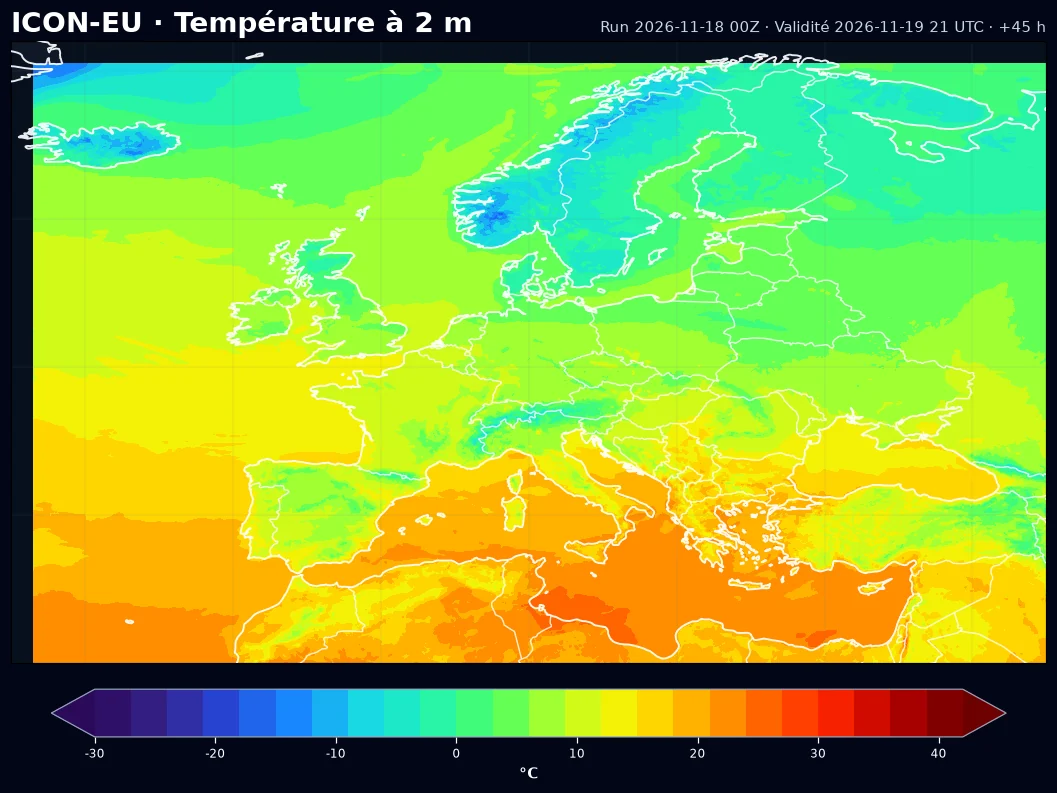 ICON-EU · Température à 2 m
Run 2026-11-18 00Z · Validité 2026-11-19 21 UTC · +45 h
-30 -20 -10 0 10 20 30 40
°C